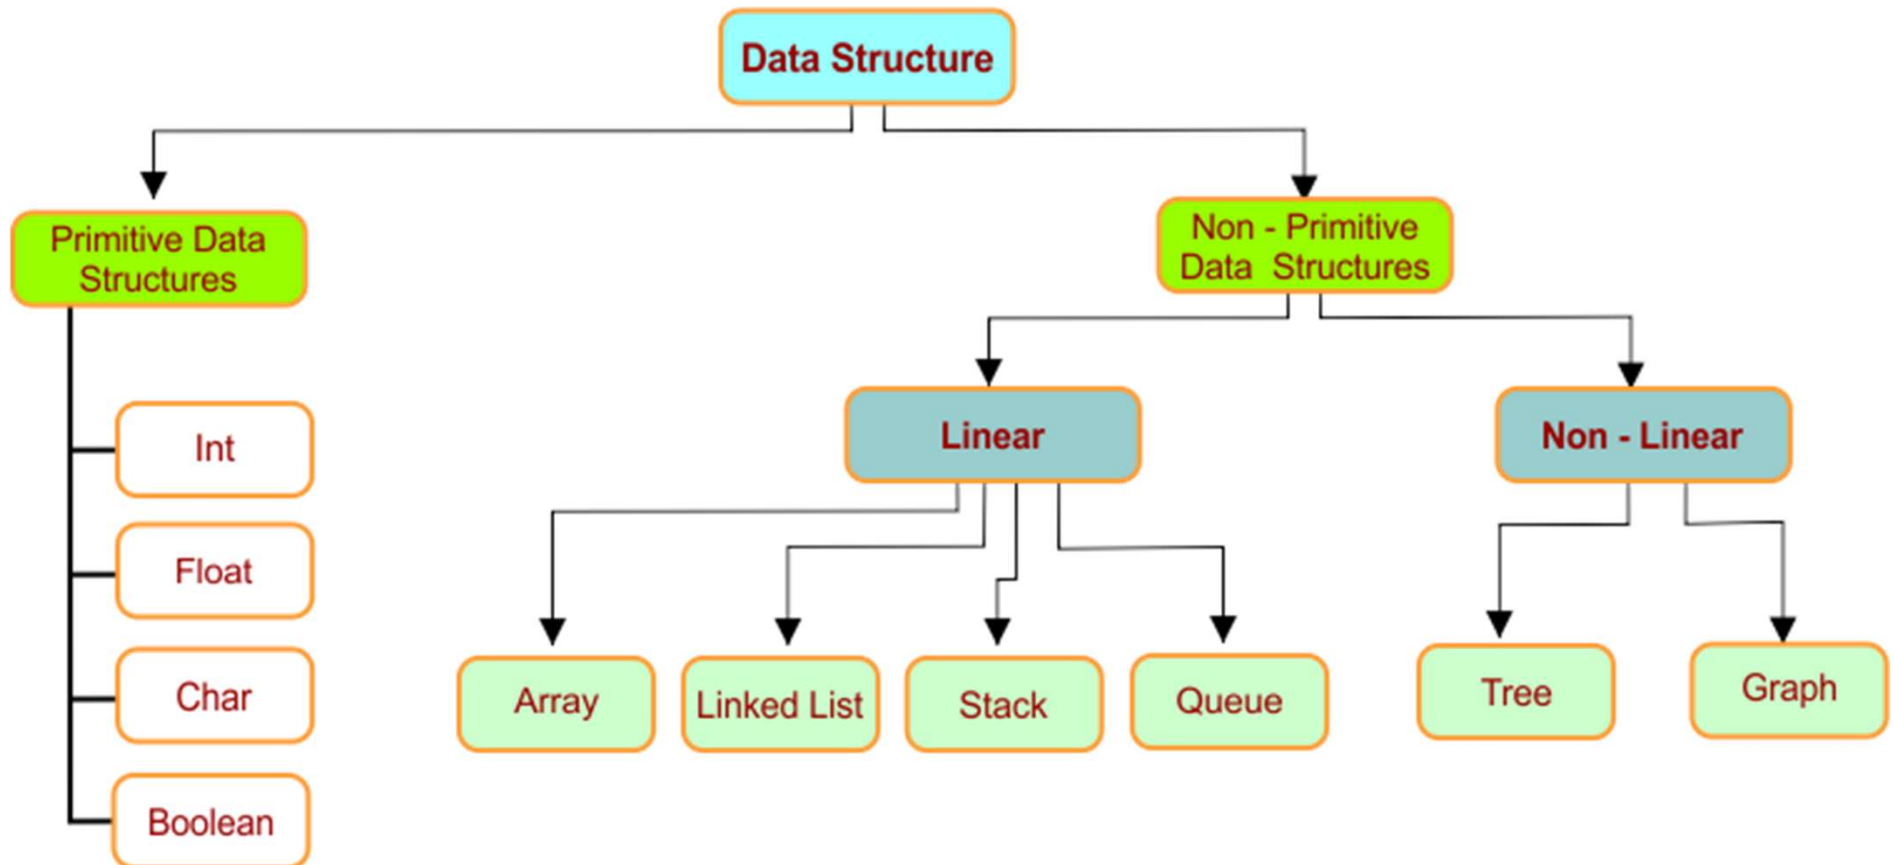 Data Structure
Primitive Data
Structures
Non - Primitive
Data  Structures
Int
Float
Char
Boolean
Linear
Non - Linear
Array
Linked List
Stack
Queue
Tree
Graph